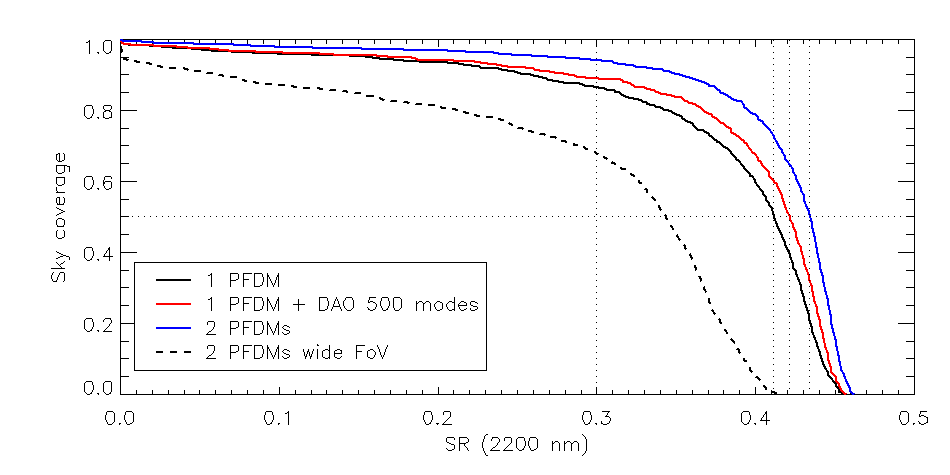 1.0
0.8
0.6
0.4
0.2
0.0
Sky coverage
1 PFDM
1 PFDM + DAO 500 modes
2 PFDMs
2 PFDMs wide FoV
0.0 0.1 0.2 0.3 0.4 0.5
SR (2200 nm)